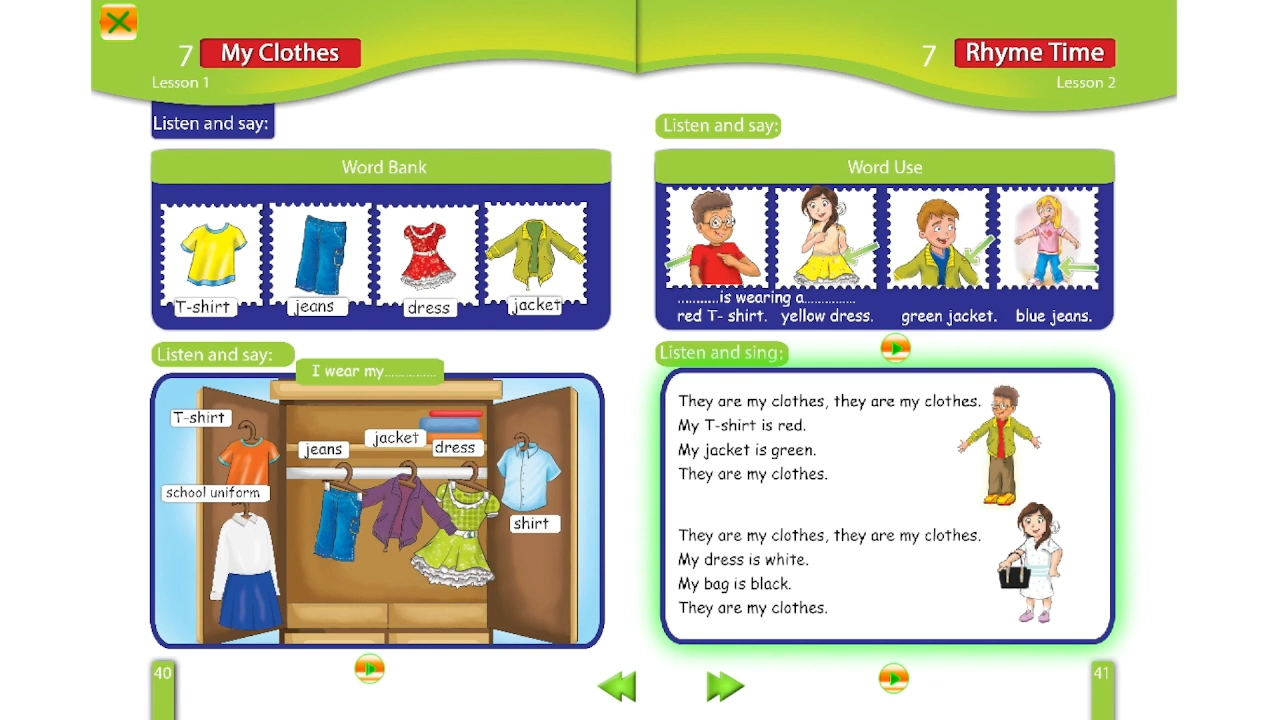 7 My Clothes
Lesson 1
Listen and say:
Word Bank
T-shirt
jeans
dress
jacket
Listen and say:
I wear my..............
T-shirt
school uniform
jeans
jacket
dress
shirt
40
7 Rhyme Time
Lesson 2
Listen and say:
Word Use
...........is wearing a..............
red T- shirt. yellow dress. green jacket. blue jeans.
Listen and sing:
They are my clothes, they are my clothes.
My T-shirt is red.
My jacket is green.
They are my clothes.
They are my clothes, they are my clothes.
My dress is white.
My bag is black.
They are my clothes.
41